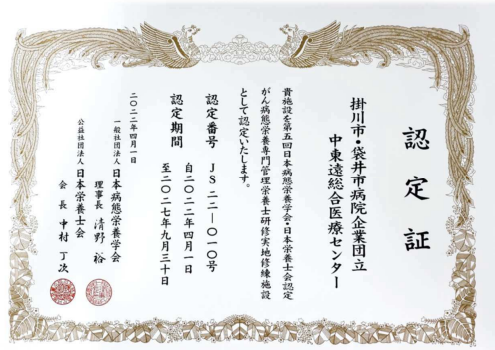 認定証
掛川市・袋井市病院企業団立
中東遠総合医療センター
貴施設を第五回日本病態栄養学会・日本栄養士会認定
がん病態栄養専門管理栄養士研修実地修練施設
として認定いたします。
認定番号　JS二二―〇一〇号
認定期間　自二〇二二年四月一日
至二〇二七年九月三十日
二〇二二年四月一日
一般社団法人 日本病態栄養学会
理事長　清野　裕
公益社団法人 日本栄養士会
会長　中村　丁次